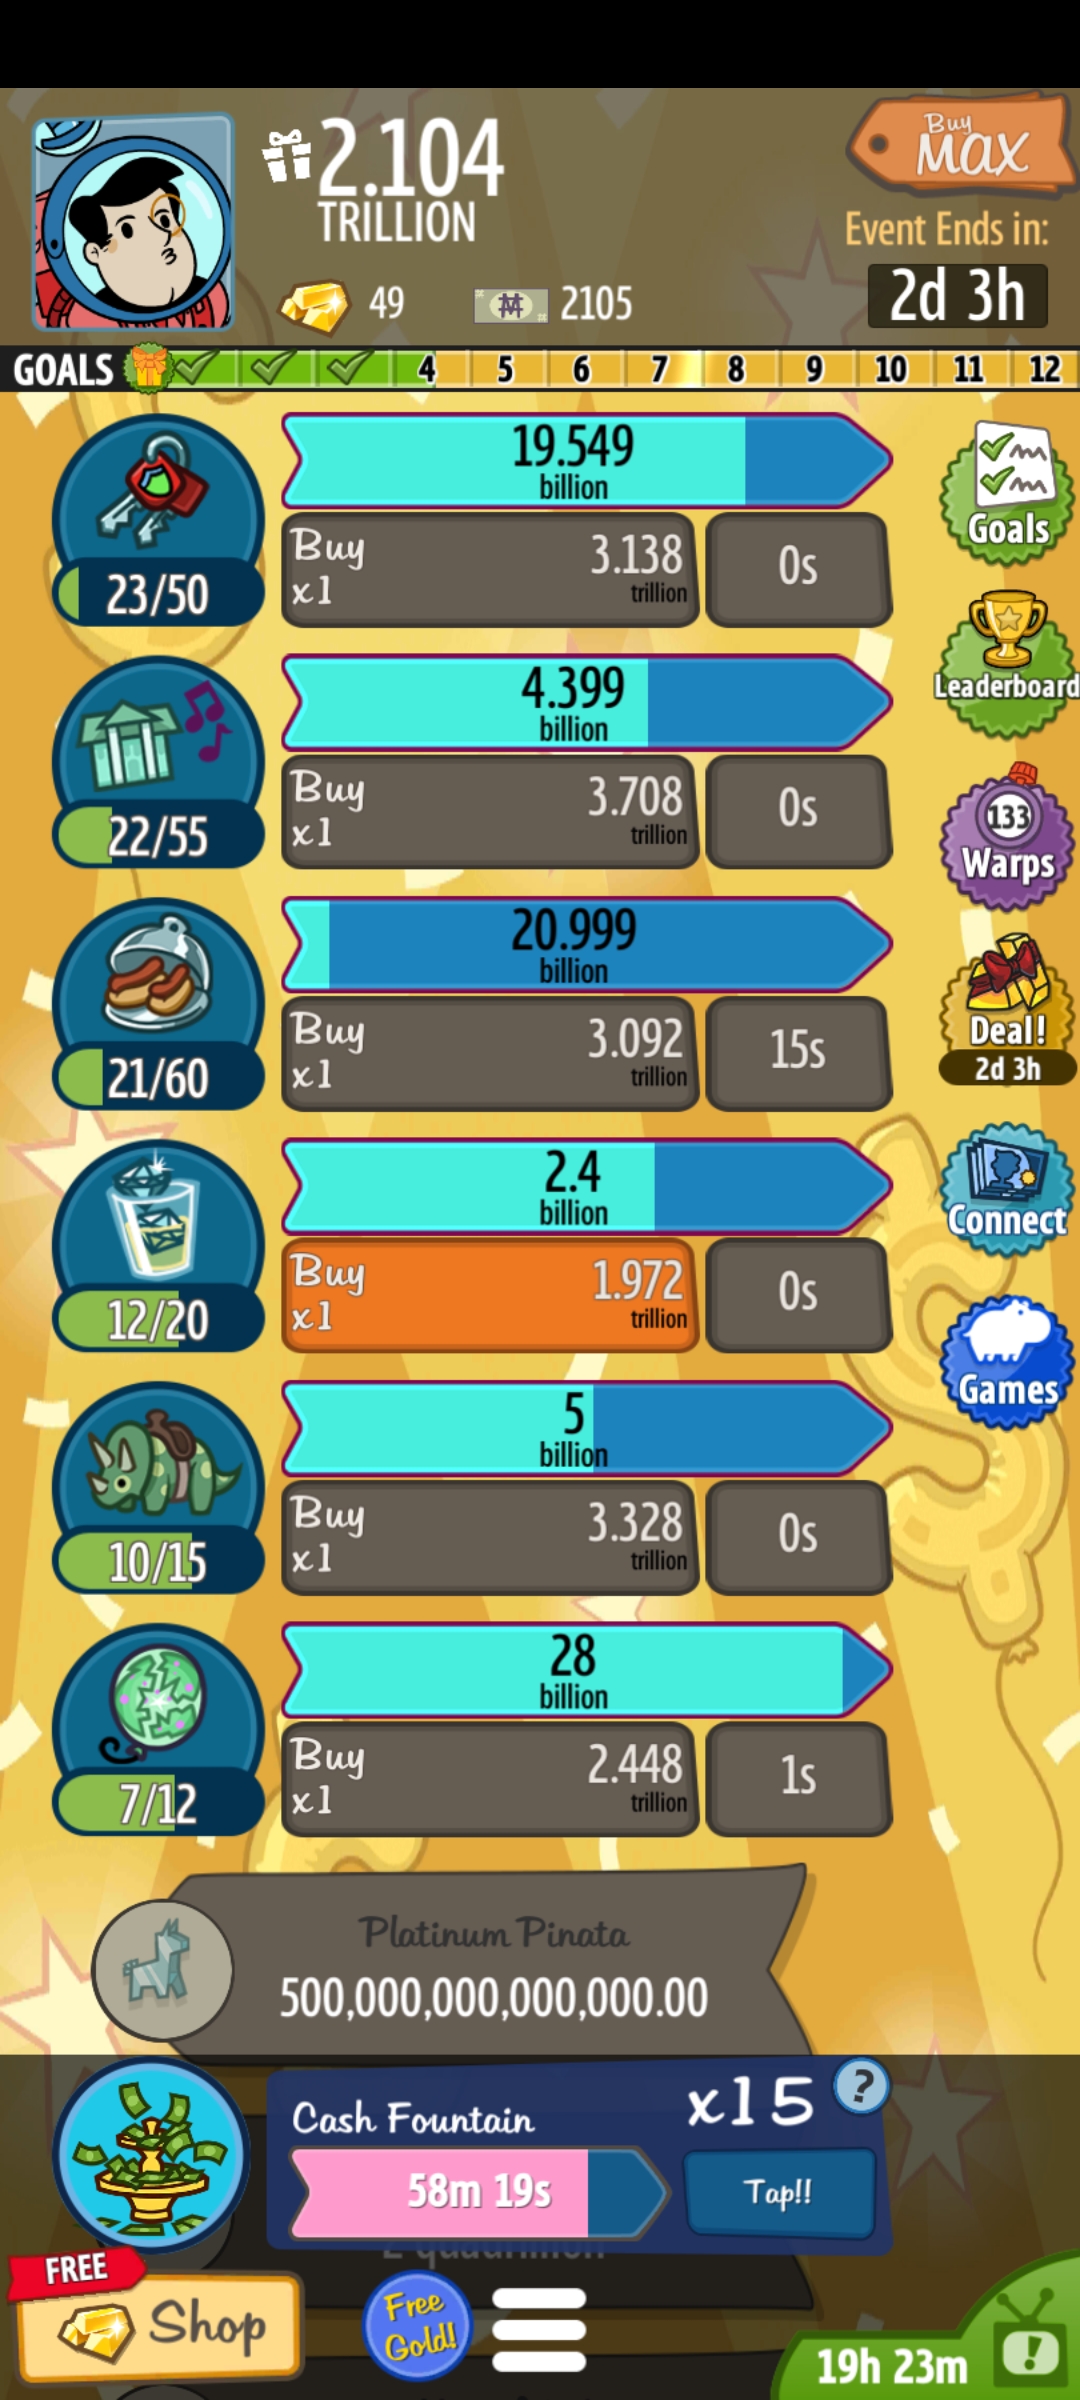 2.104
TRILLION
Buy
MAX
Event Ends in:
2d 3h
49
2105
GOALS
4 5 6 7 8 9 10 11 12
19.549
billion
Buy
x1
3.138
trillion
0s
23/50
Goals
4.399
billion
Buy
x1
3.708
trillion
0s
22/55
Leaderboard
133
Warps
20.999
billion
Buy
x1
3.092
trillion
15s
21/60
Deal!
2d 3h
2.4
billion
Buy
x1
1.972
trillion
0s
12/20
Connect
5
billion
Buy
x1
3.328
trillion
0s
10/15
Games
28
billion
Buy
x1
2.448
trillion
1s
7/12
Platinum Pinata
500,000,000,000,000.00
Cash Fountain
x15
?
58m 19s
Tap!!
2 quadrillion
FREE
Shop
Free
Gold!
19h 23m
!